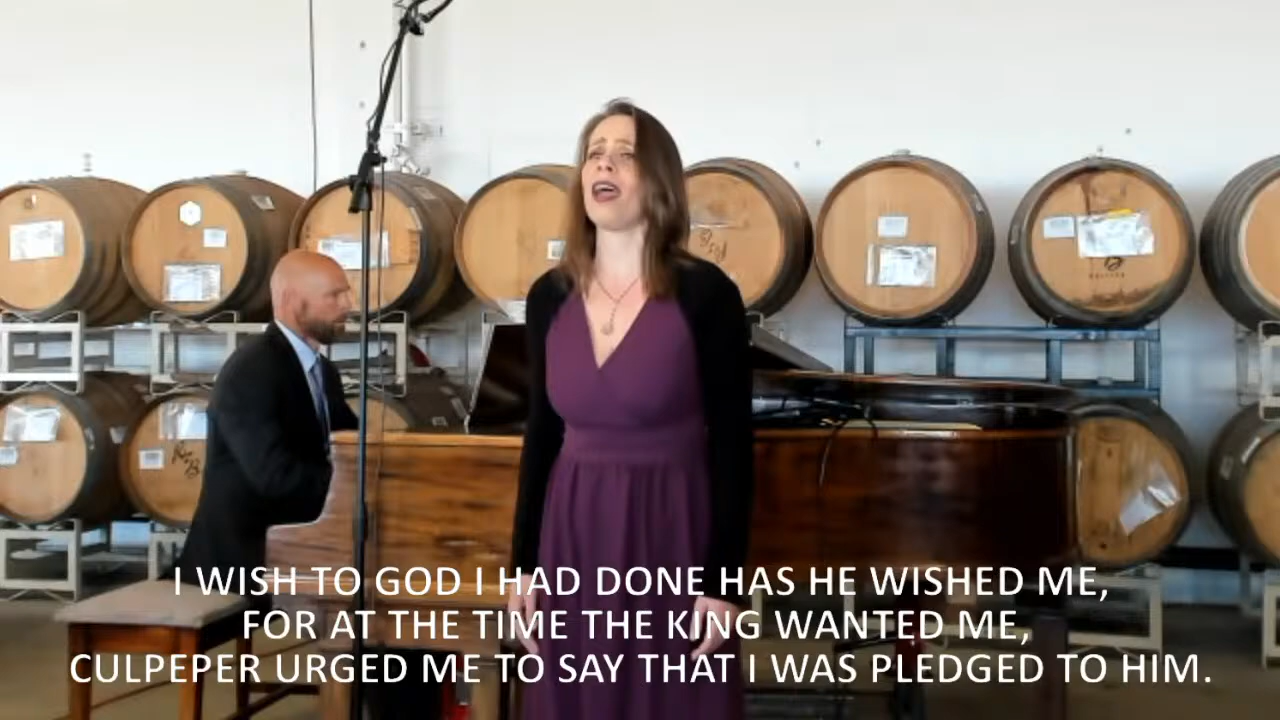 I WISH TO GOD I HAD DONE HAS HE WISHED ME,
FOR AT THE TIME THE KING WANTED ME,
CULPEPER URGED ME TO SAY THAT I WAS PLEDGED TO HIM.